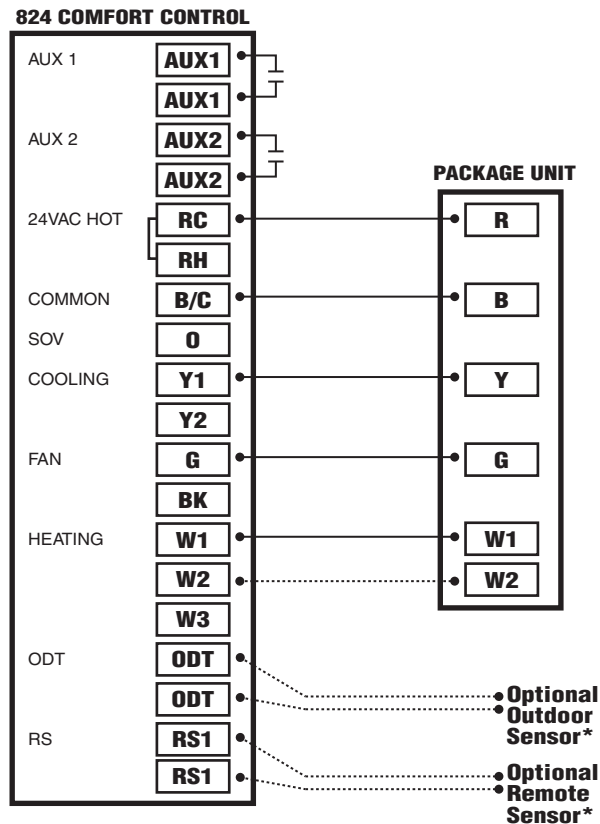 824 COMFORT CONTROL
AUX 1 AUX1
AUX1
AUX 2 AUX2
AUX2
PACKAGE UNIT
24VAC HOT RC R
RH
COMMON B/C B
SOV O
COOLING Y1 Y
Y2
FAN G G
BK
HEATING W1 W1
W2 W2
W3
ODT ODT
ODT
Optional
Outdoor
Sensor*
RS RS1
RS1
Optional
Remote
Sensor*